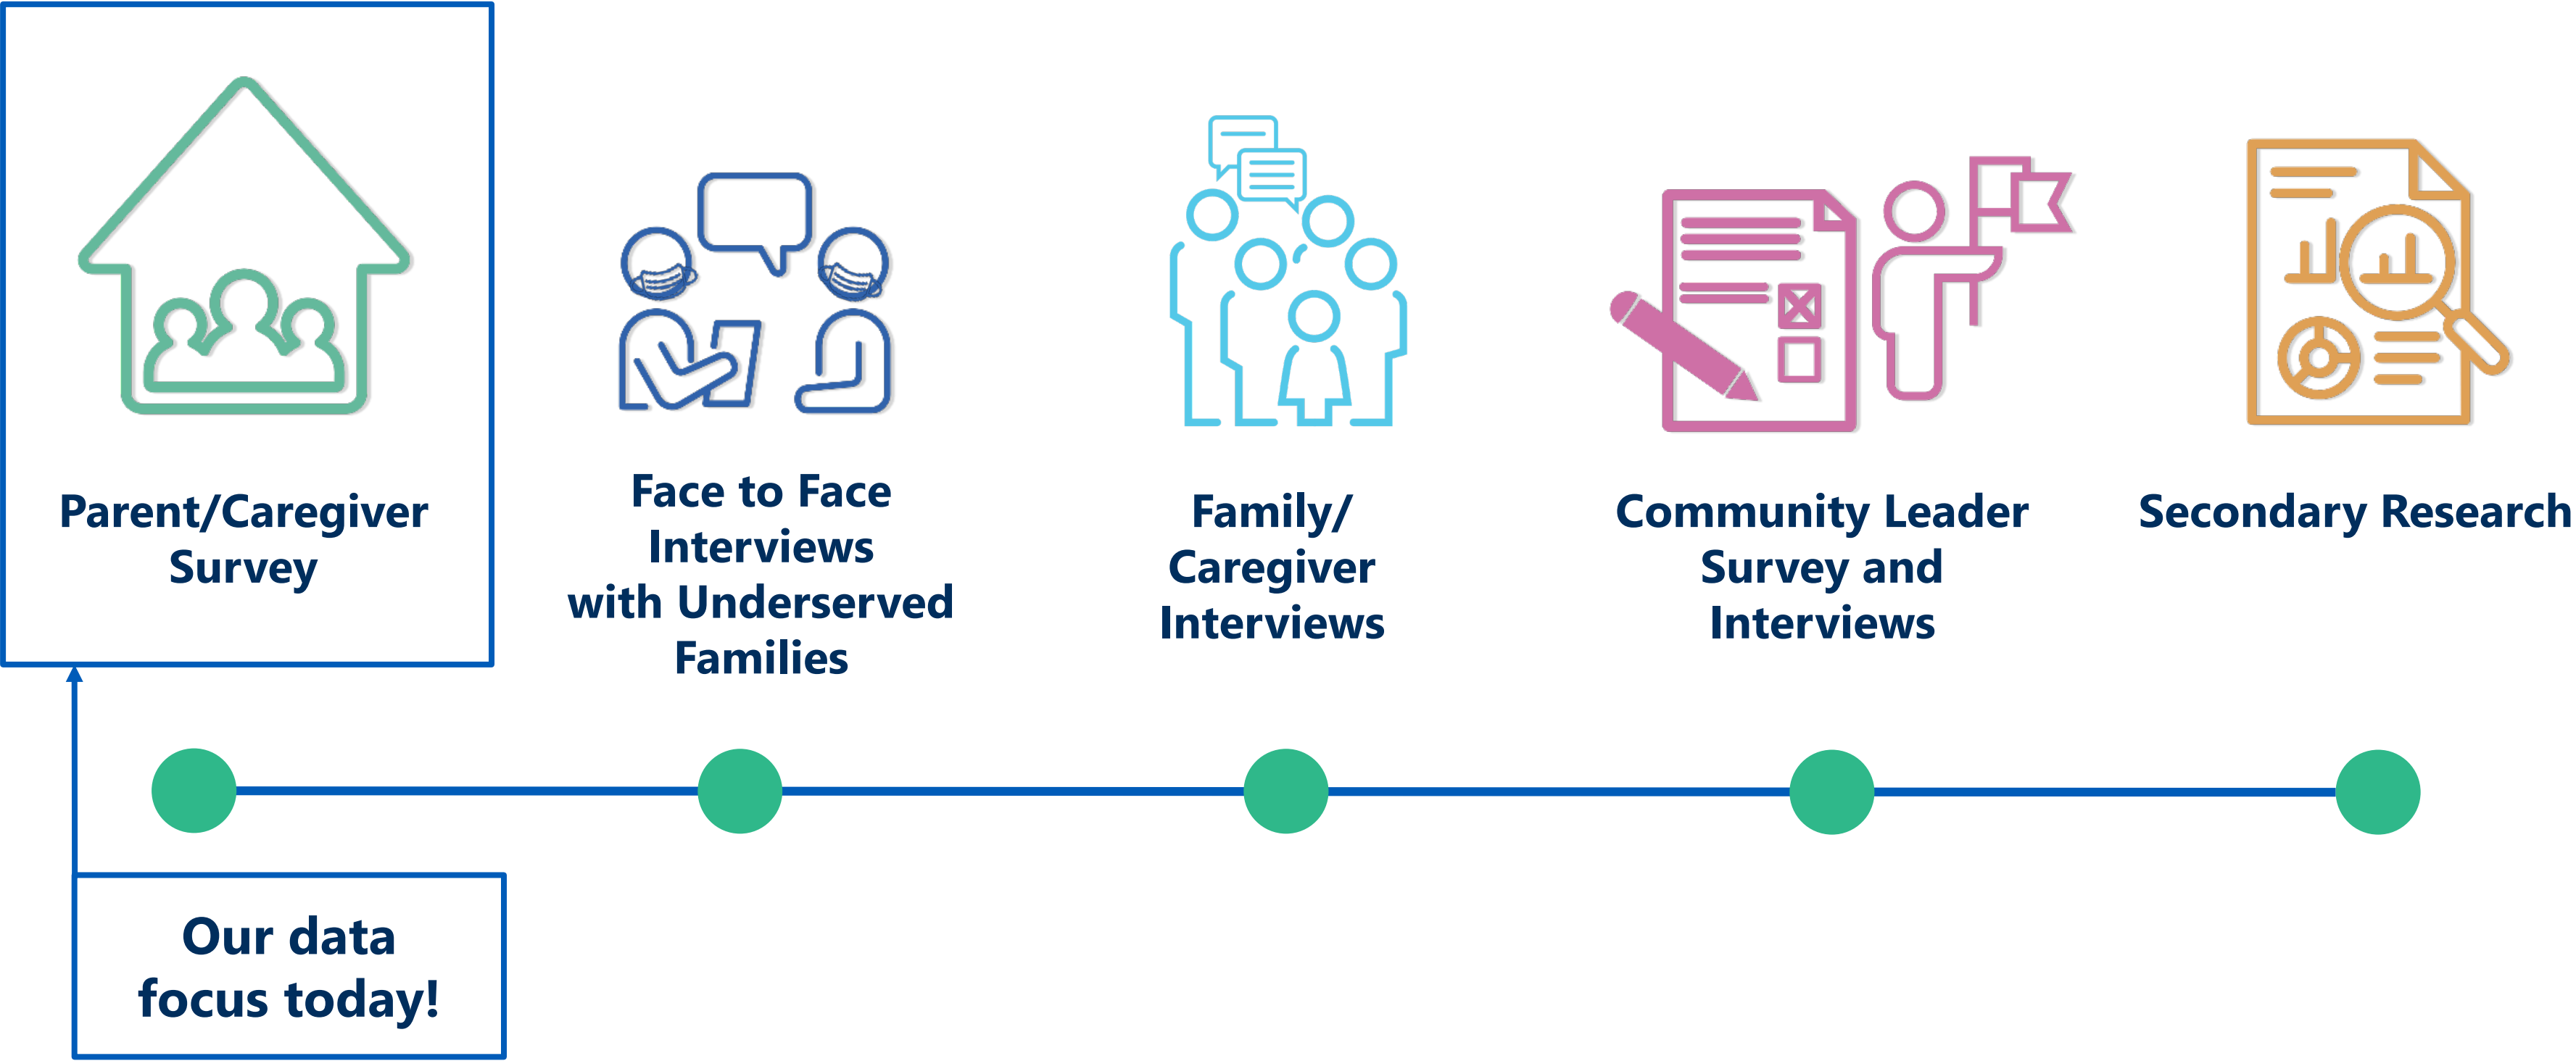 Parent/Caregiver
Survey
Face to Face
Interviews
with Underserved
Families
Family/
Caregiver
Interviews
Community Leader
Survey and
Interviews
Secondary Research
Our data
focus today!